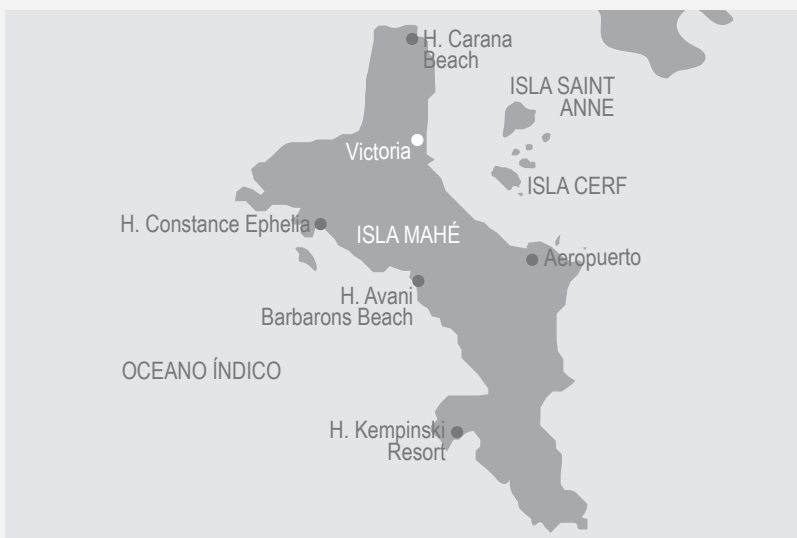 H. Carana
Beach
ISLA SAINT
ANNE
Victoria
ISLA CERF
H. Constance Ephelia
ISLA MAHÉ
Aeropuerto
H. Avani
Barbarons Beach
OCEANO ÍNDICO
H. Kempinski
Resort